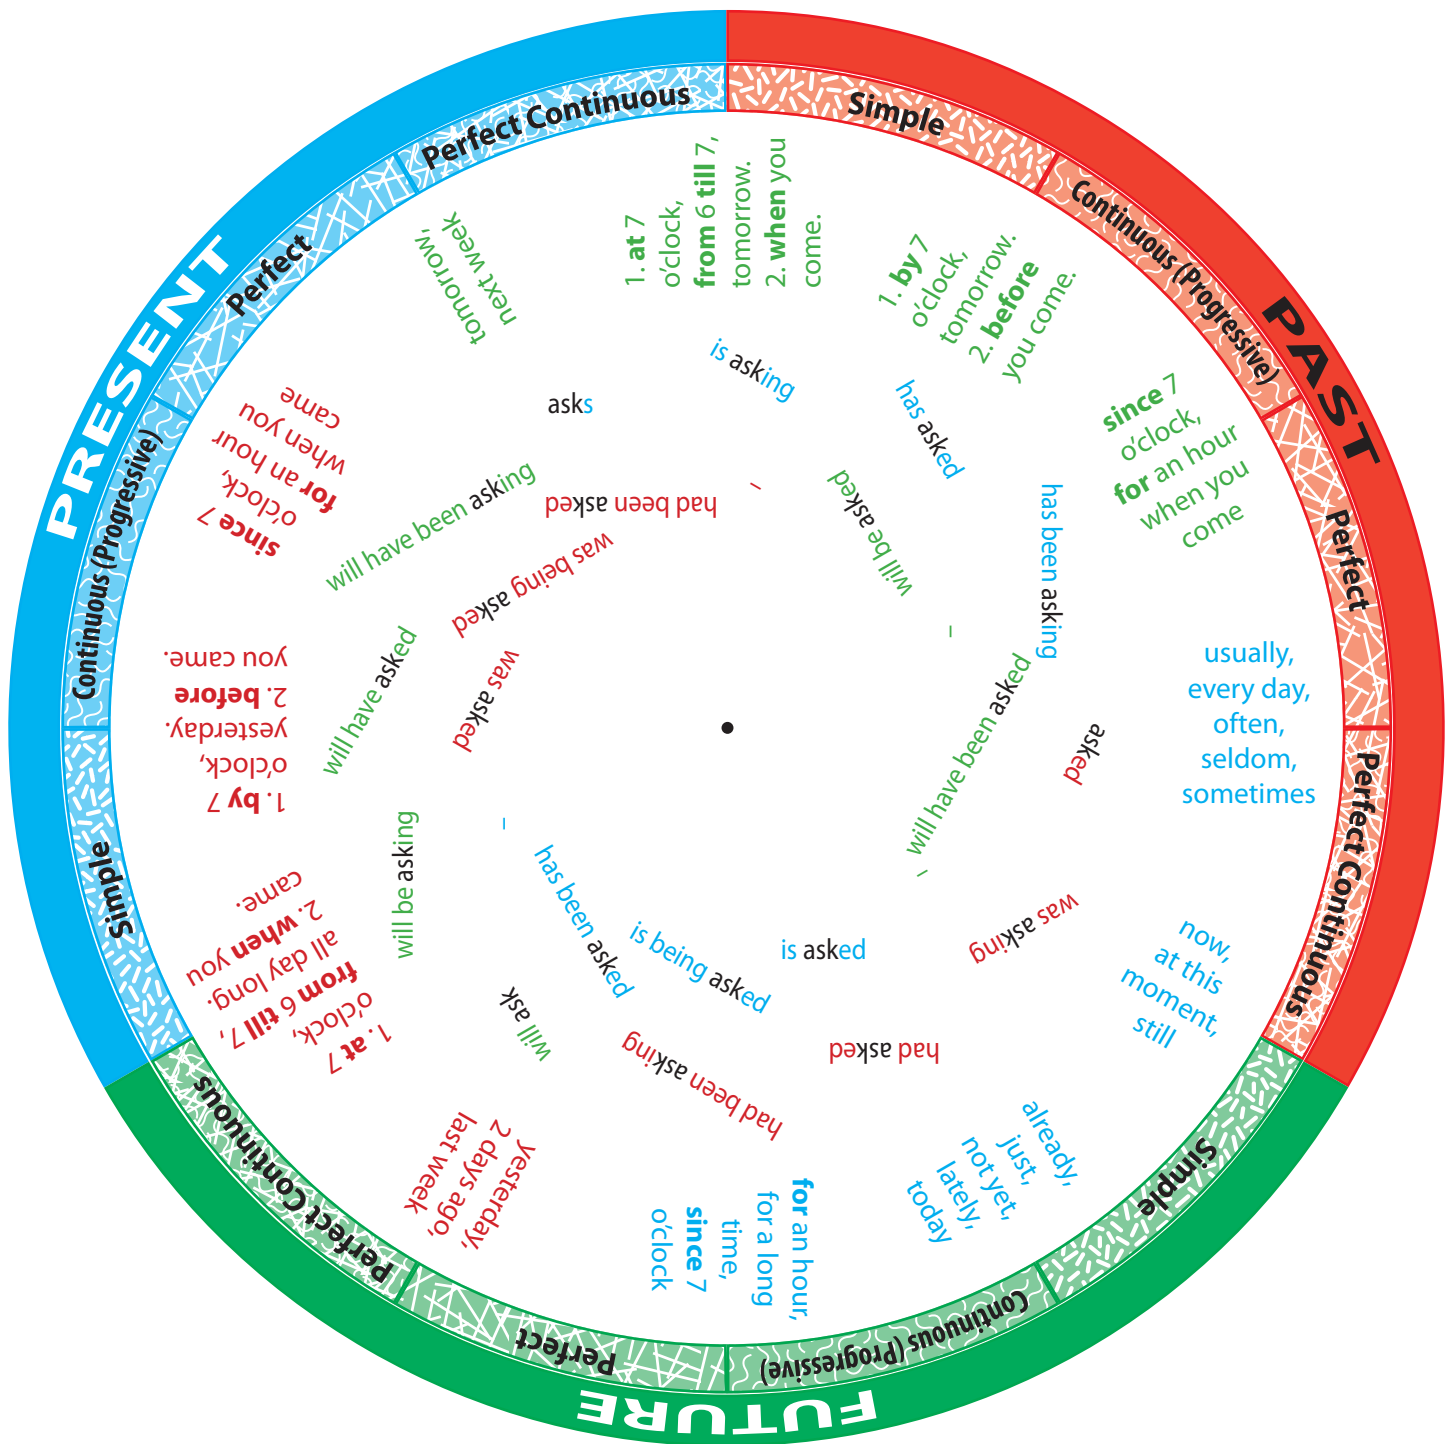 PRESENT
PAST
FUTURE
Simple
Continuous (Progressive)
Perfect
Perfect Continuous
Simple
Continuous (Progressive)
Perfect
Perfect Continuous
Simple
Continuous (Progressive)
Perfect
Perfect Continuous
tomorrow,
next week
1. at 7
o'clock,
from 6 till 7,
tomorrow.
2. when you
come.
1. by 7
o'clock,
tomorrow.
2. before
you come.
since 7
o'clock,
for an hour
when you
come
usually,
every day,
often,
seldom,
sometimes
now,
at this
moment,
still
already,
just,
not yet,
lately,
today
for an hour,
for a long
time,
since 7
o'clock
yesterday,
2 days ago,
last week
1. at 7
o'clock,
from 6 till 7,
all day long.
2. when you
came.
1. by 7
o'clock,
yesterday.
2. before
you came.
since 7
o'clock,
for an hour
when you
came
asks
is asking
has asked
has been asking
asked
was asking
had asked
had been asking
will ask
will be asking
will have asked
will have been asking
had been asked
–
will be asked
–
will have been asked
–
is asked
is being asked
has been asked
–
was asked
was being asked